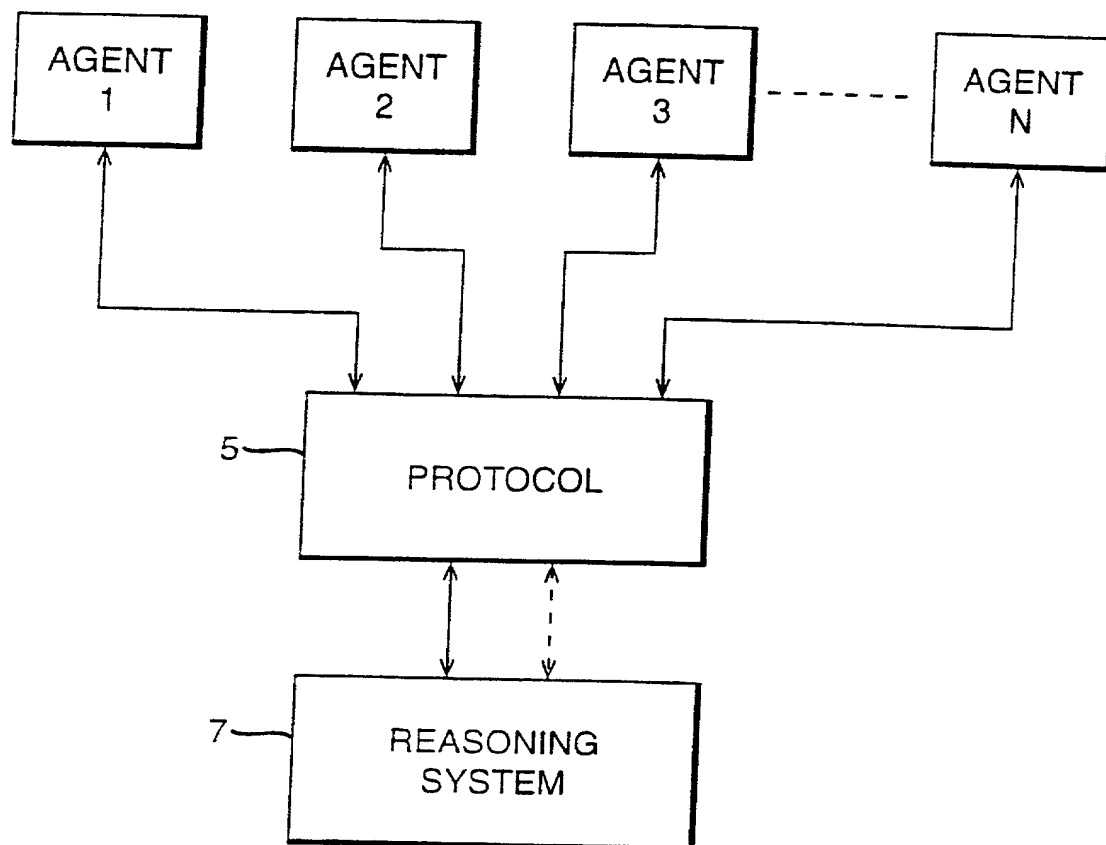 AGENT
1
AGENT
2
AGENT
3
AGENT
N
5
PROTOCOL
7
REASONING
SYSTEM